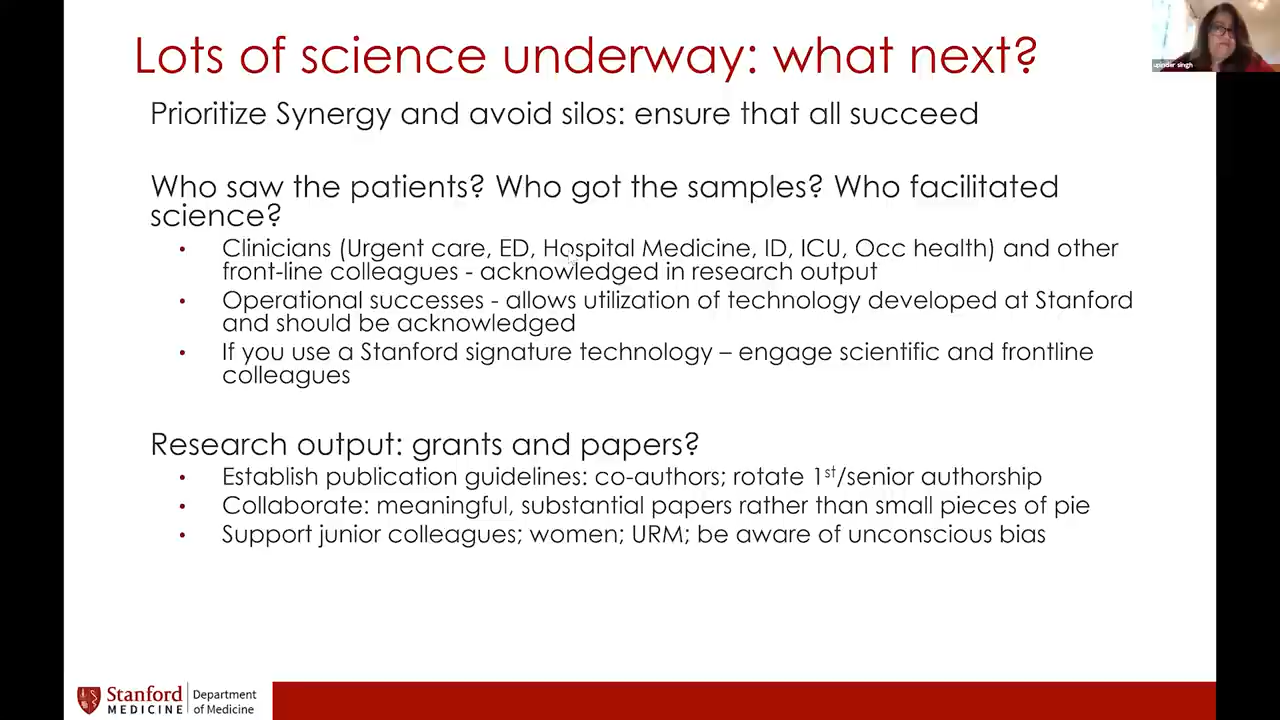 Lots of science underway: what next?
upinder singh
Prioritize Synergy and avoid silos: ensure that all succeed
Who saw the patients? Who got the samples? Who facilitated
science?
• Clinicians (Urgent care, ED, Hospital Medicine, ID, ICU, Occ health) and other
front-line colleagues - acknowledged in research output
• Operational successes - allows utilization of technology developed at Stanford
and should be acknowledged
• If you use a Stanford signature technology – engage scientific and frontline
colleagues
Research output: grants and papers?
• Establish publication guidelines: co-authors; rotate 1st/senior authorship
• Collaborate: meaningful, substantial papers rather than small pieces of pie
• Support junior colleagues; women; URM; be aware of unconscious bias
Stanford
MEDICINE
Department
of Medicine